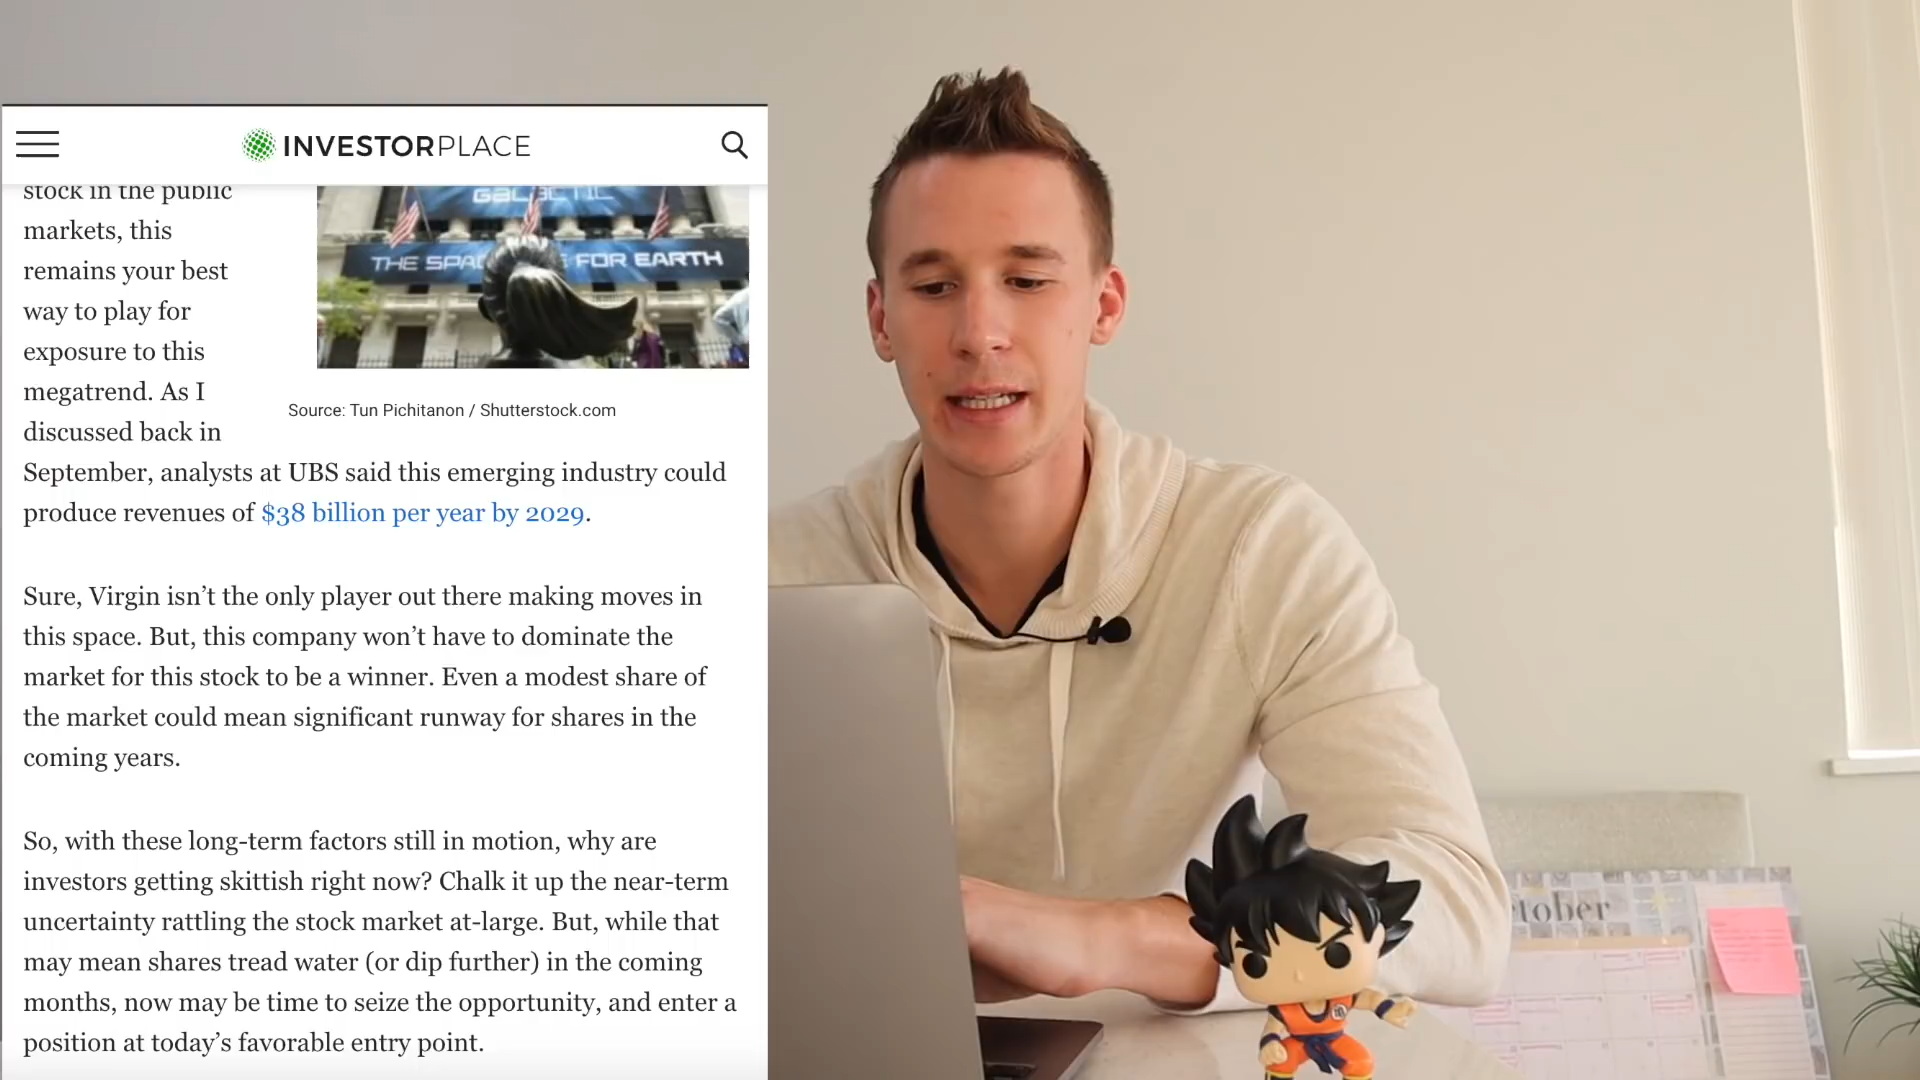 INVESTORPLACE
stock in the public
markets, this
remains your best
way to play for
exposure to this
megatrend. As I
discussed back in
September, analysts at UBS said this emerging industry could
produce revenues of $38 billion per year by 2029.
GALACTIC
THE SPAC E FOR EARTH
Source: Tun Pichitanon / Shutterstock.com
Sure, Virgin isn’t the only player out there making moves in
this space. But, this company won’t have to dominate the
market for this stock to be a winner. Even a modest share of
the market could mean significant runway for shares in the
coming years.
So, with these long-term factors still in motion, why are
investors getting skittish right now? Chalk it up the near-term
uncertainty rattling the stock market at-large. But, while that
may mean shares tread water (or dip further) in the coming
months, now may be time to seize the opportunity, and enter a
position at today’s favorable entry point.
tober